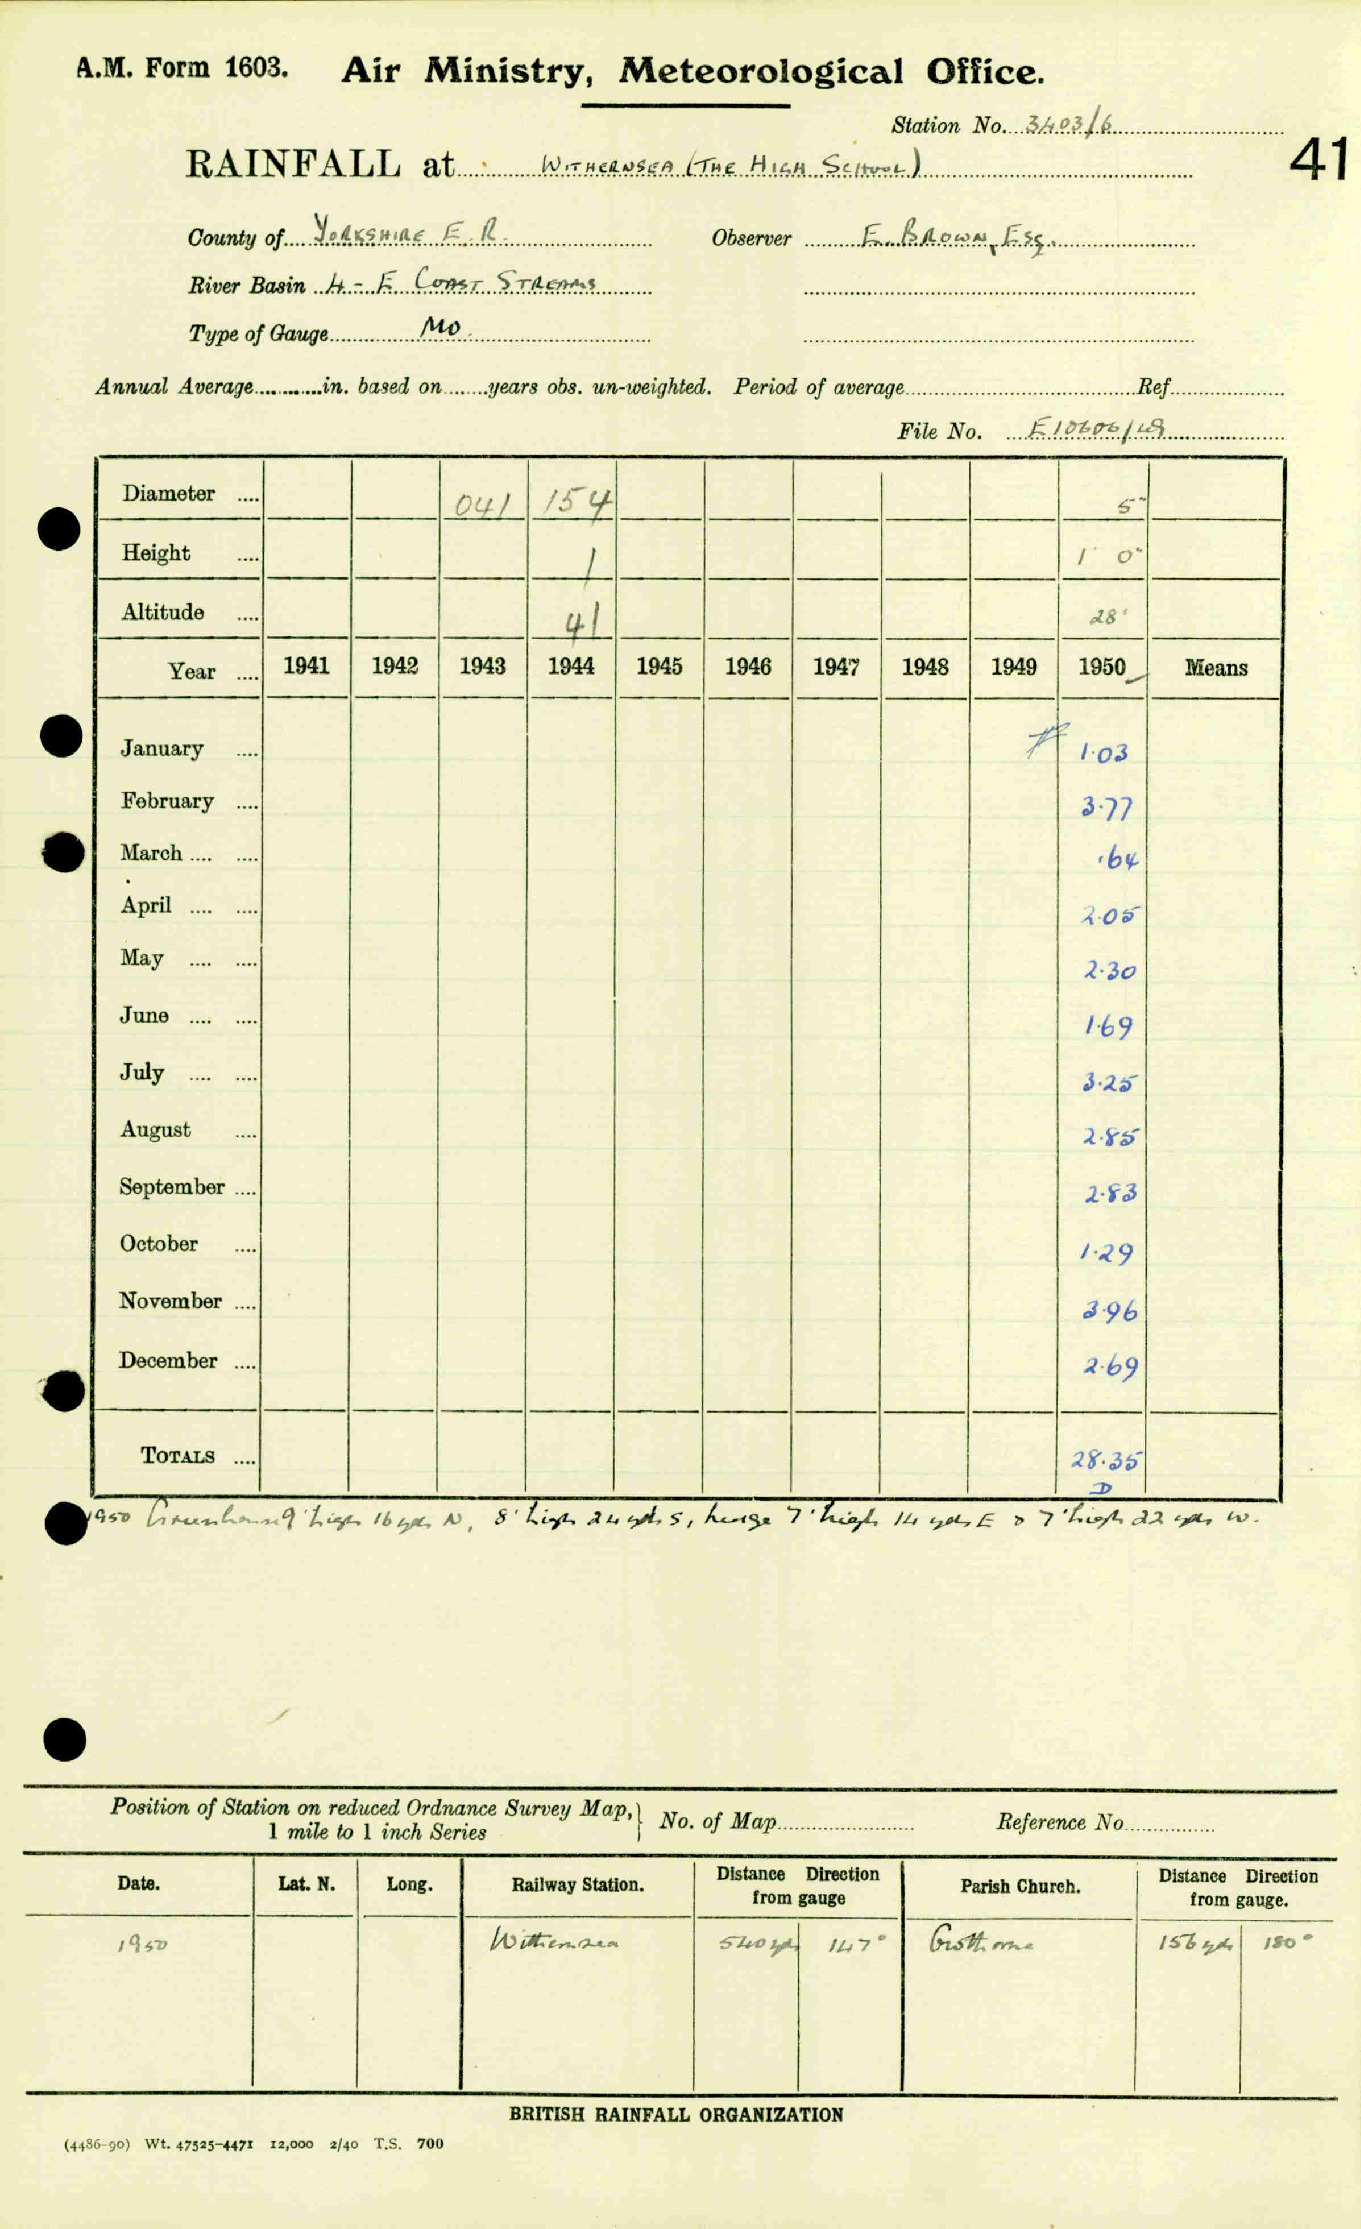 A.M. Form 1603. Air Ministry, Meteorological Office.
Station No. 3403/6
41
RAINFALL at WITHERNSEA (THE HIGH SCHOOL)
County of YORKSHIRE E.R. Observer E. BROWN, Esq.
River Basin 4 - E COAST STREAMS
Type of Gauge MO.
Annual Average............in. based on........years obs. un-weighted. Period of average Ref.
File No.
Diameter .... 041 154 5"
Height .... 1 1' 0"
Altitude .... 41 28'
Year .... 1941 1942 1943 1944 1945 1946 1947 1948 1949 1950 Means
January .... 1.03
February .... 3.77
March .... .... .64
April .... .... 2.05
May .... .... 2.30
June .... .... 1.69
July .... .... 3.25
August .... 2.85
September .... 2.83
October .... 1.29
November .... 3.96
December .... 2.69
TOTALS .... 28.35
D
1950 Greenhouse 9' high 16 yds N, 8' high 24 yds S, hedge 7' high 14 yds E & 7' high 22 yds W.
Position of Station on reduced Ordnance Survey Map, } No. of Map Reference No.
1 mile to 1 inch Series
Date. Lat. N. Long. Railway Station. Distance Direction from gauge Parish Church. Distance Direction from gauge.
1950 Withernsea 540 yds 147° 156 yds 180°
BRITISH RAINFALL ORGANIZATION
(4486-90) Wt. 47525-4471 12,000 2/40 T.S. 700